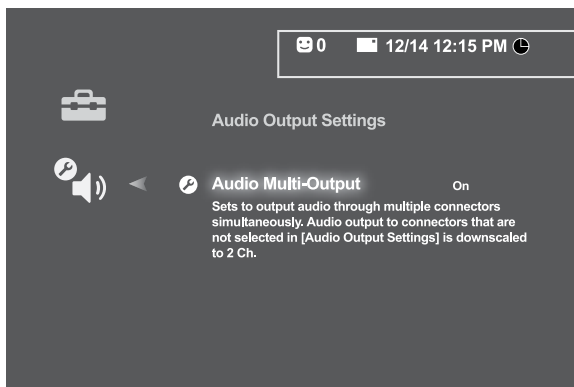 0 12/14 12:15 PM
Audio Output Settings
Audio Multi-Output On
Sets to output audio through multiple connectors
simultaneously. Audio output to connectors that are
not selected in [Audio Output Settings] is downscaled
to 2 Ch.